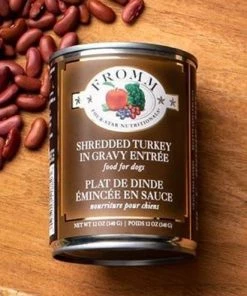 FROMM
FOUR-STAR NUTRITIONALS
SHREDDED TURKEY
IN GRAVY ENTRÉE
food for dogs
PLAT DE DINDE
ÉMINCÉE EN SAUCE
nourriture pour chiens
NET WT 12 OZ (340 G) | POIDS 12 OZ (340 G)